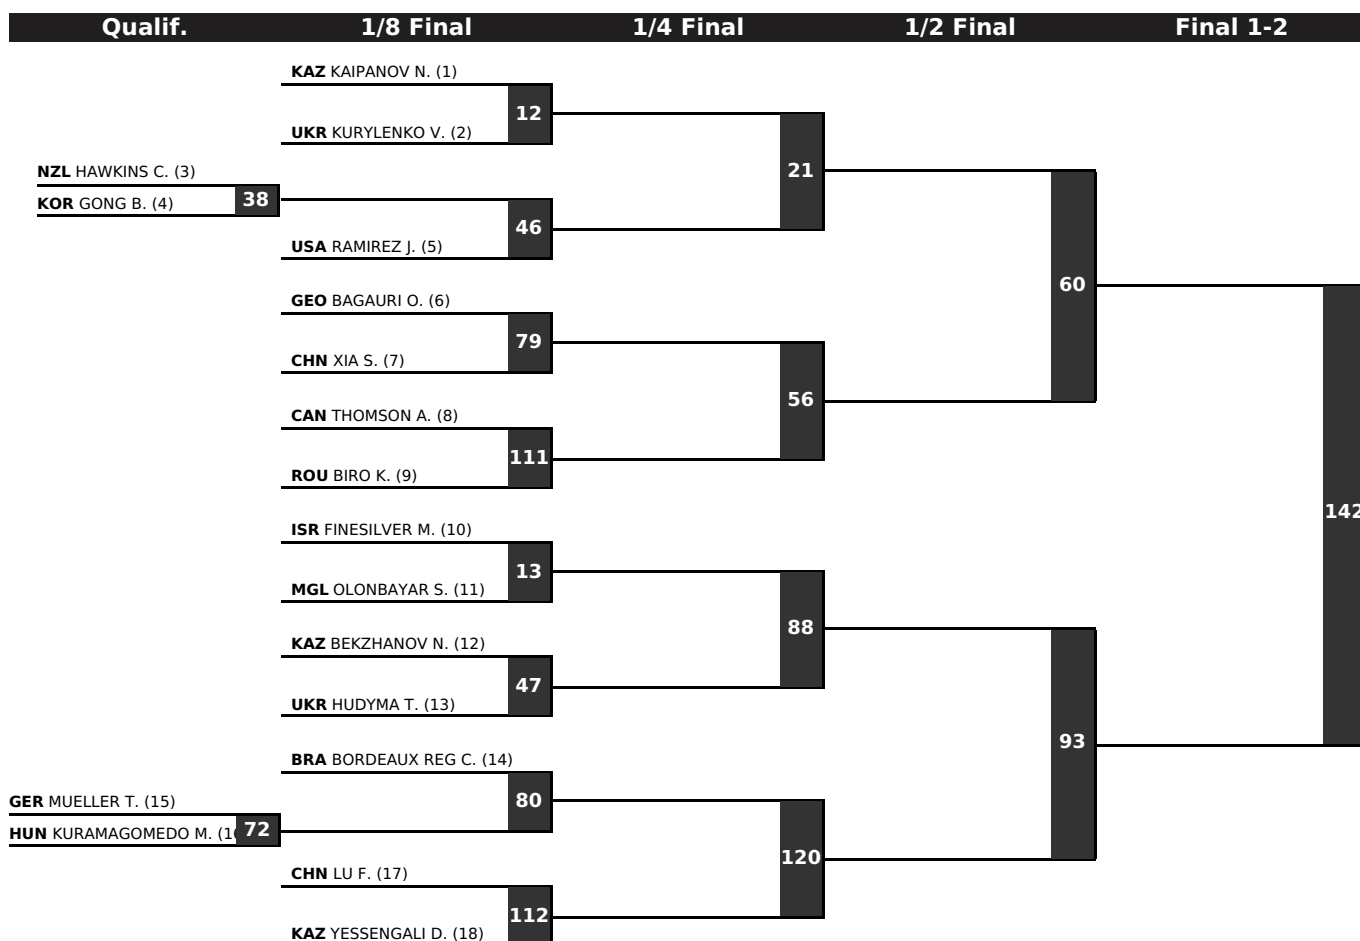 Qualif. 1/8 Final 1/4 Final 1/2 Final Final 1-2
KAZ KAIPANOV N. (1)
12
UKR KURYLENKO V. (2)
NZL HAWKINS C. (3)
21
KOR GONG B. (4)
38
46
USA RAMIREZ J. (5)
60
GEO BAGAURI O. (6)
79
CHN XIA S. (7)
56
CAN THOMSON A. (8)
111
ROU BIRO K. (9)
142
ISR FINESILVER M. (10)
13
MGL OLONBAYAR S. (11)
88
KAZ BEKZHANOV N. (12)
47
UKR HUDYMA T. (13)
93
BRA BORDEAUX REG C. (14)
80
GER MUELLER T. (15)
HUN KURAMAGOMEDO M. (1
72
120
CHN LU F. (17)
112
KAZ YESSENGALI D. (18)